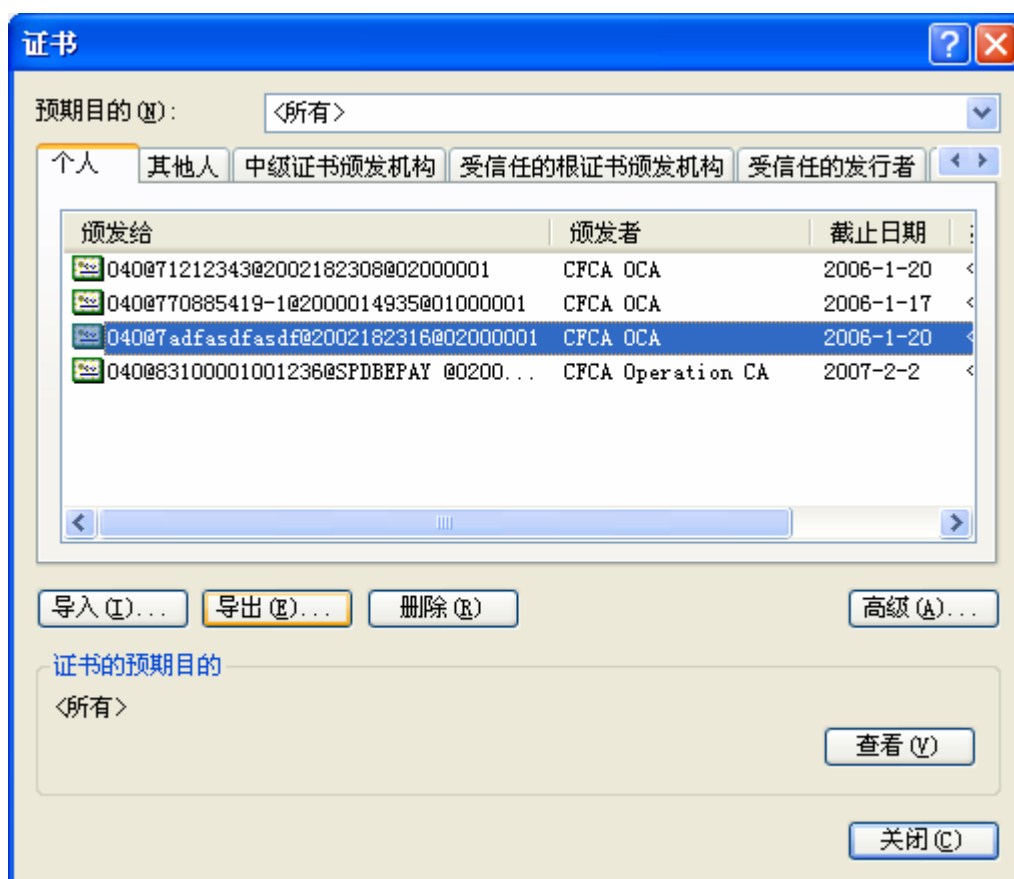 证书
预期目的(N): <所有>
个人 其他人 中级证书颁发机构 受信任的根证书颁发机构 受信任的发行者
颁发给 颁发者 截止日期
040@71212343@2002182308@02000001 CFCA OCA 2006-1-20 <
040@770885419-1@2000014935@01000001 CFCA OCA 2006-1-17 <
040@7adfasdfasdf@2002182316@02000001 CFCA OCA 2006-1-20 <
040@83100001001236@SPDBEPAY @0200... CFCA Operation CA 2007-2-2 <
导入(I)... 导出(E)... 删除(R) 高级(A)...
证书的预期目的
<所有>
查看(V)
关闭(C)